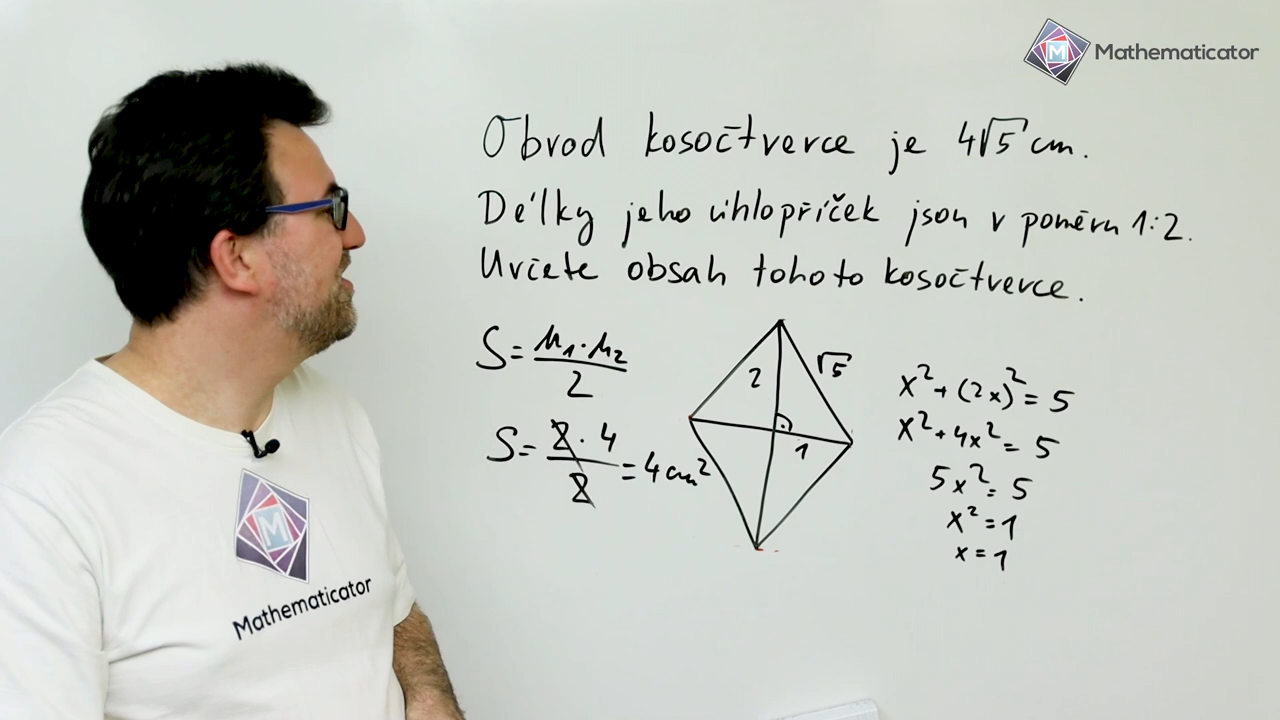 Mathematicator
Obvod kosočtverce je 4√5 cm.
Délky jeho úhlopříček jsou v poměru 1:2.
Určete obsah tohoto kosočtverce.
S = u₁·u₂ / 2
S = 2·4 / 2 = 4 cm²
2
√5
1
x² + (2x)² = 5
x² + 4x² = 5
5x² = 5
x² = 1
x = 1
M
Mathematicator